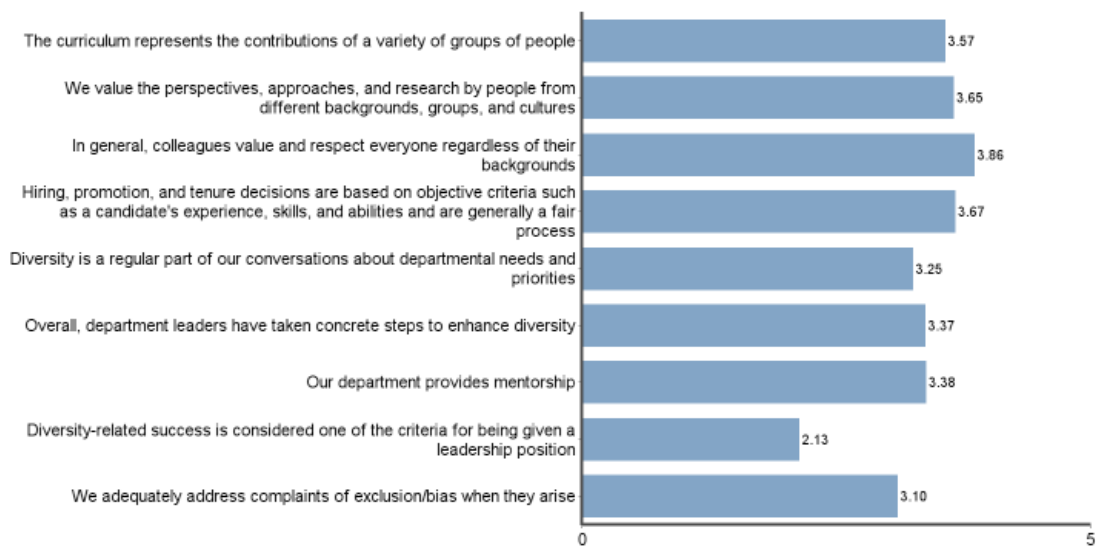 The curriculum represents the contributions of a variety of groups of people
3.57
We value the perspectives, approaches, and research by people from
different backgrounds, groups, and cultures
3.65
In general, colleagues value and respect everyone regardless of their
backgrounds
3.86
Hiring, promotion, and tenure decisions are based on objective criteria such
as a candidate's experience, skills, and abilities and are generally a fair
process
3.67
Diversity is a regular part of our conversations about departmental needs and
priorities
3.25
Overall, department leaders have taken concrete steps to enhance diversity
3.37
Our department provides mentorship
3.38
Diversity-related success is considered one of the criteria for being given a
leadership position
2.13
We adequately address complaints of exclusion/bias when they arise
3.10
0
5